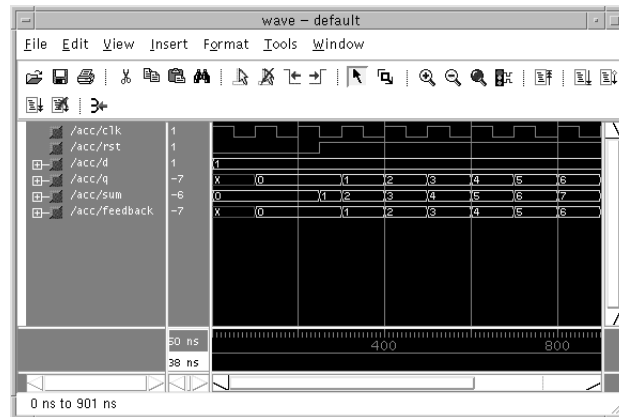 wave – default
File Edit View Insert Format Tools Window
/acc/clk 1
/acc/rst 1
/acc/d 1 1
/acc/q -7 x 0 1 2 3 4 5 6
/acc/sum -6 0 1 2 3 4 5 6 7
/acc/feedback -7 x 0 1 2 3 4 5 6
50 ns 400 800
38 ns
0 ns to 901 ns